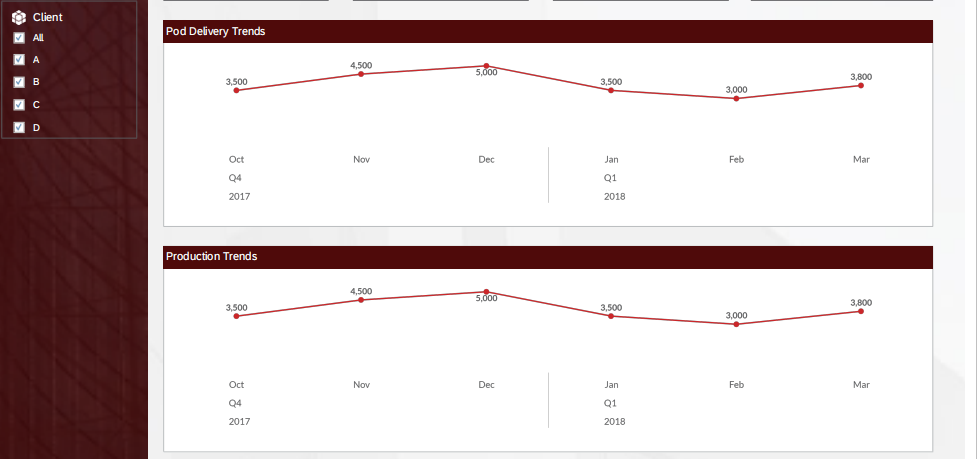 Client
All
A
B
C
D
Pod Delivery Trends
3,500 4,500 5,000 3,500 3,000 3,800
Oct Nov Dec Jan Feb Mar
Q4 Q1
2017 2018
Production Trends
3,500 4,500 5,000 3,500 3,000 3,800
Oct Nov Dec Jan Feb Mar
Q4 Q1
2017 2018